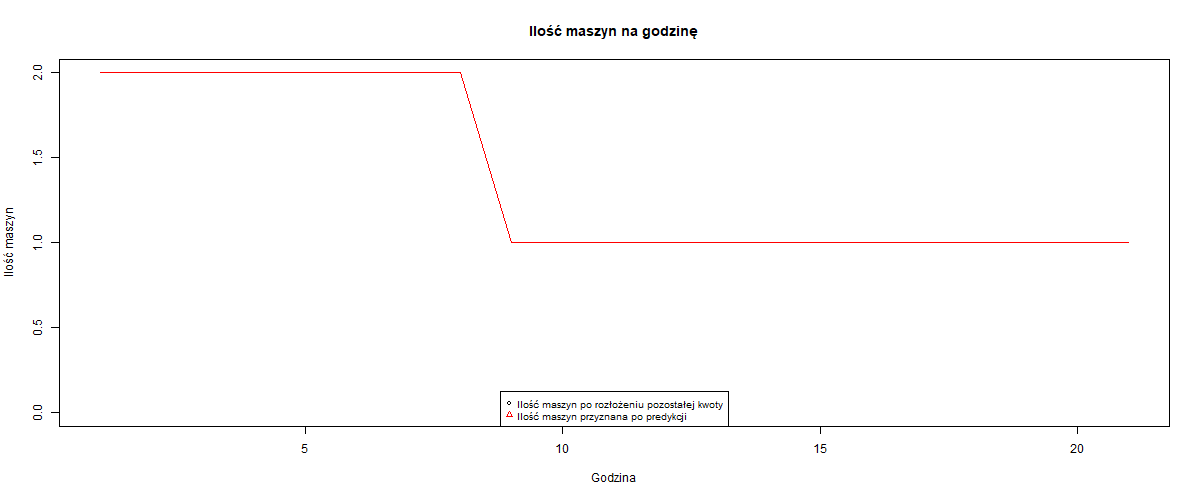 Ilość maszyn na godzinę
Ilość maszyn
2.0
1.5
1.0
0.5
0.0
Ilość maszyn po rozłożeniu pozostałej kwoty
Ilość maszyn przyznana po predykcji
5
10
15
20
Godzina